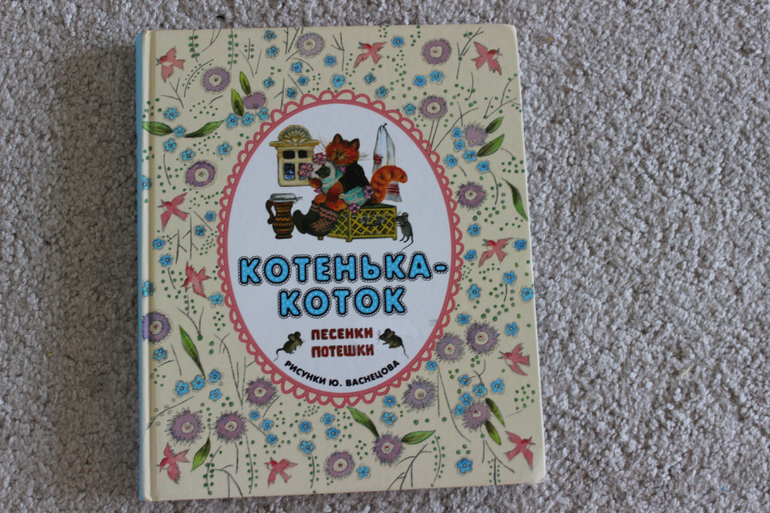 КОТЕНЬКА-
КОТОК
ПЕСЕНКИ
ПОТЕШКИ
РИСУНКИ Ю. ВАСНЕЦОВА